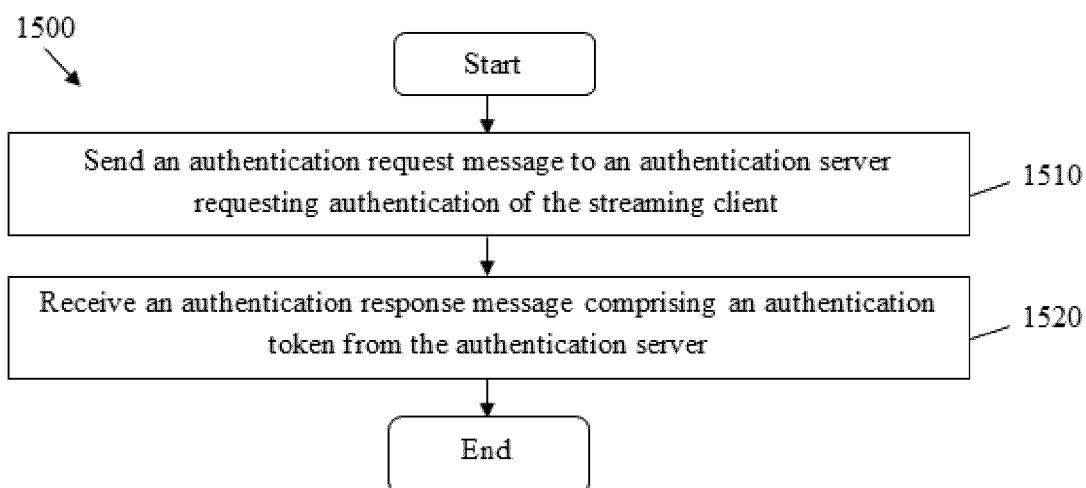 1500
Start
Send an authentication request message to an authentication server
requesting authentication of the streaming client
1510
Receive an authentication response message comprising an authentication
token from the authentication server
1520
End